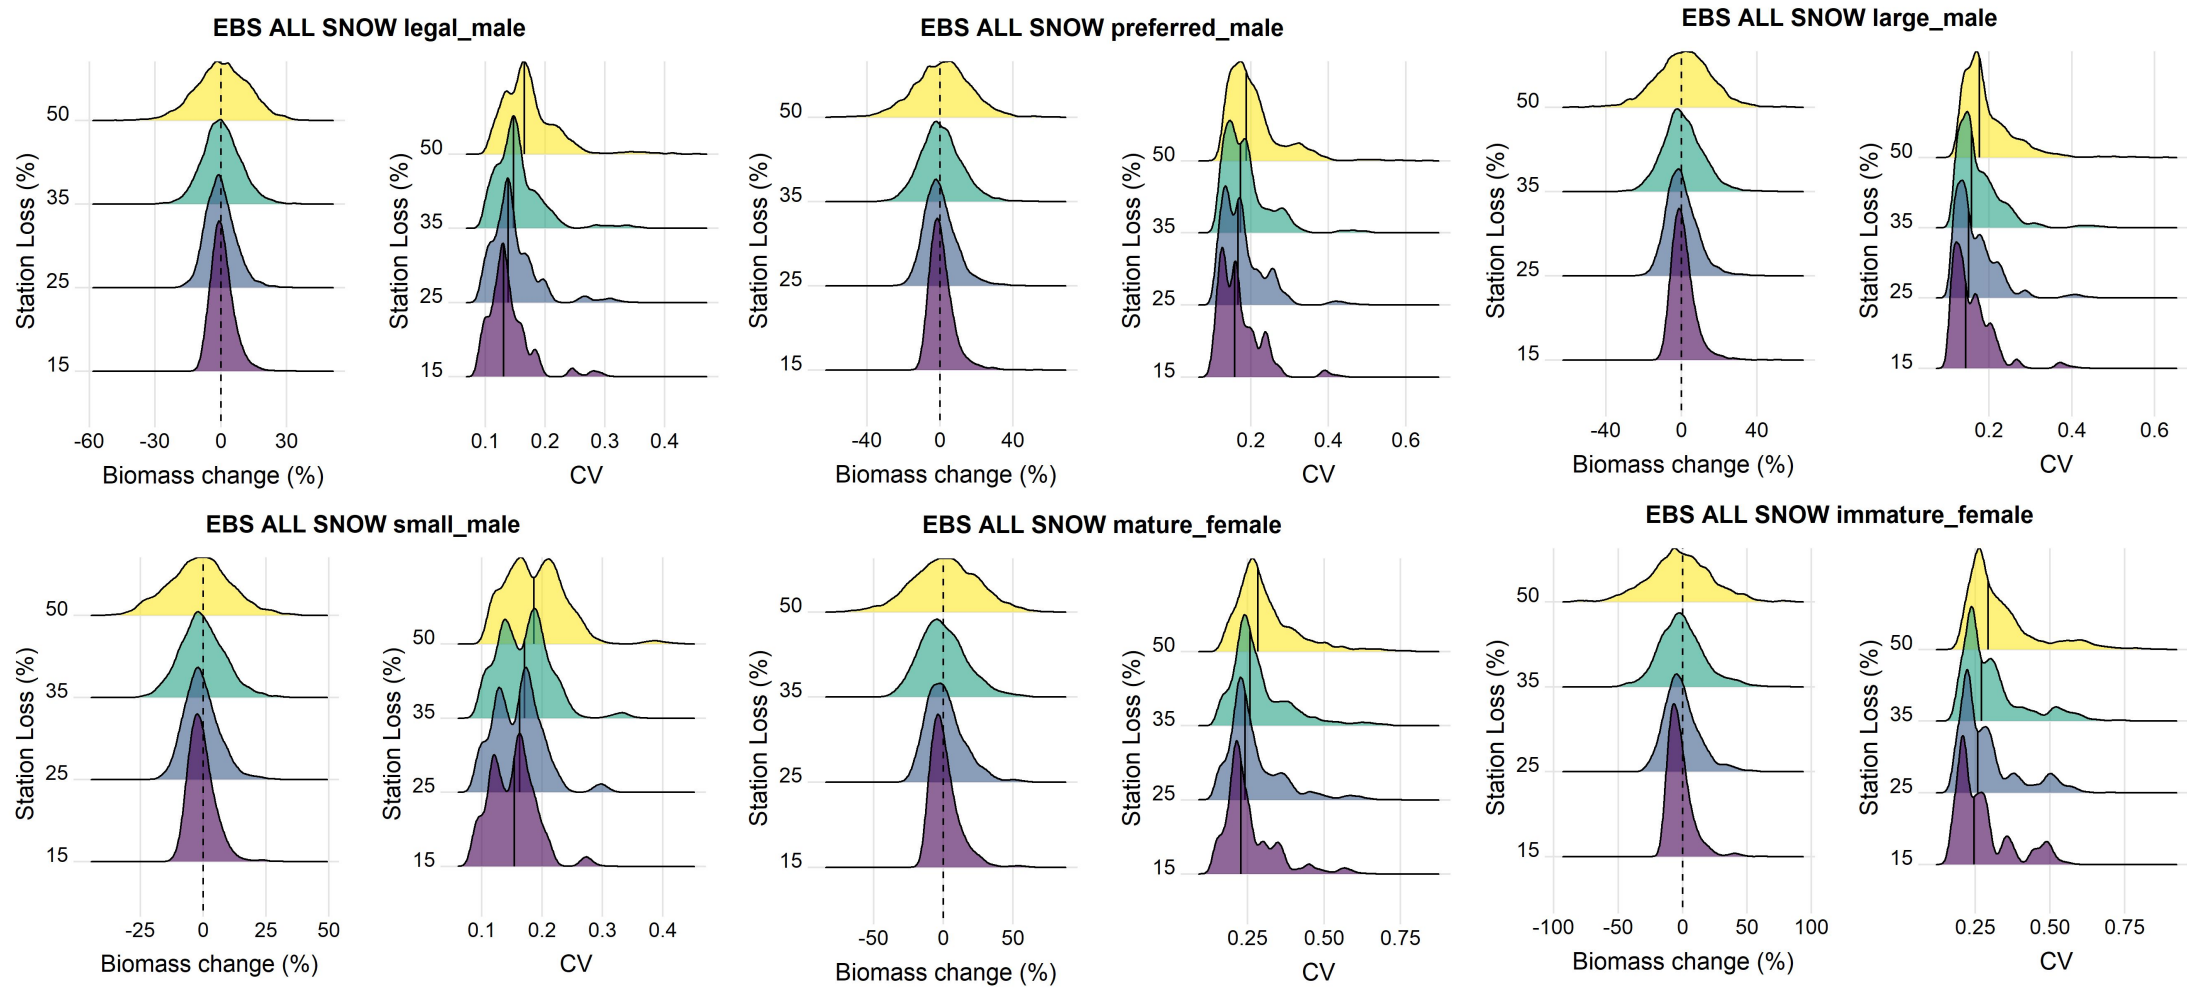 EBS ALL SNOW legal_male
Station Loss (%)
50
35
25
15
-60 -30 0 30
Biomass change (%)
Station Loss (%)
50
35
25
15
0.1 0.2 0.3 0.4
CV
EBS ALL SNOW preferred_male
Station Loss (%)
50
35
25
15
-40 0 40
Biomass change (%)
Station Loss (%)
50
35
25
15
0.2 0.4 0.6
CV
EBS ALL SNOW large_male
Station Loss (%)
50
35
25
15
-40 0 40
Biomass change (%)
Station Loss (%)
50
35
25
15
0.2 0.4 0.6
CV
EBS ALL SNOW small_male
Station Loss (%)
50
35
25
15
-25 0 25 50
Biomass change (%)
Station Loss (%)
50
35
25
15
0.1 0.2 0.3 0.4
CV
EBS ALL SNOW mature_female
Station Loss (%)
50
35
25
15
-50 0 50
Biomass change (%)
Station Loss (%)
50
35
25
15
0.25 0.50 0.75
CV
EBS ALL SNOW immature_female
Station Loss (%)
50
35
25
15
-100 -50 0 50 100
Biomass change (%)
Station Loss (%)
50
35
25
15
0.25 0.50 0.75
CV